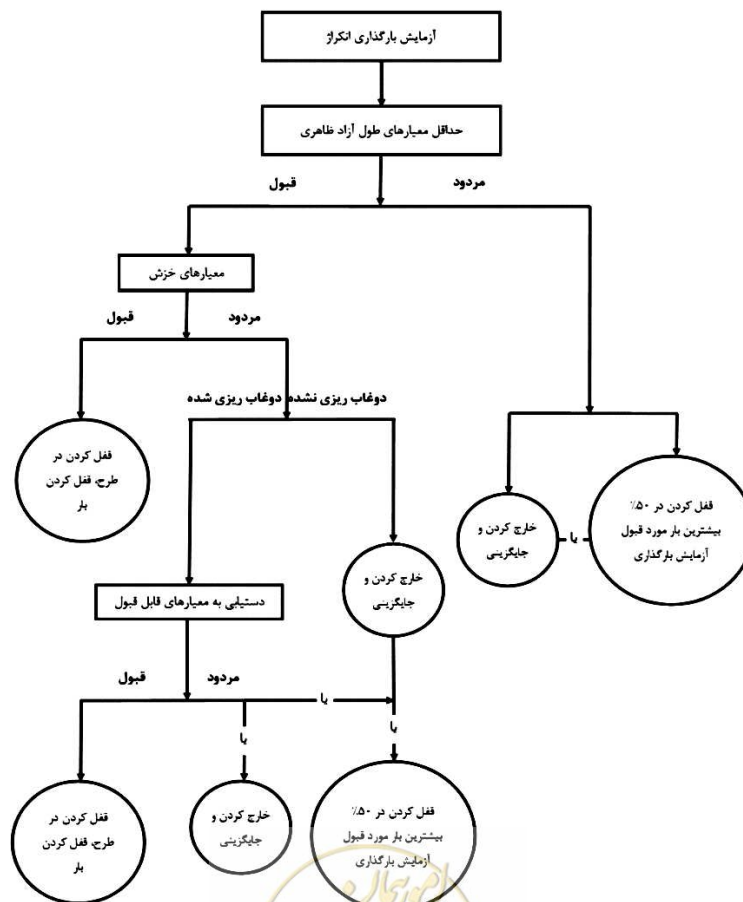 آزمایش بارگذاری انکراژ
حداقل معیارهای طول آزاد ظاهری
قبول
مردود
معیارهای خزش
قبول
مردود
دوغاب ریزی نشده
دوغاب ریزی شده
قفل کردن در
طرح، قفل کردن
بار
خارج کردن و
جایگزینی
یا
قفل کردن در ۵۰٪
بیشترین بار مورد قبول
آزمایش بارگذاری
خارج کردن و
جایگزینی
دستیابی به معیارهای قابل قبول
قبول
مردود
یا
یا
یا
قفل کردن در
طرح، قفل کردن
بار
خارج کردن و
جایگزینی
قفل کردن در ۵۰٪
بیشترین بار مورد قبول
آزمایش بارگذاری